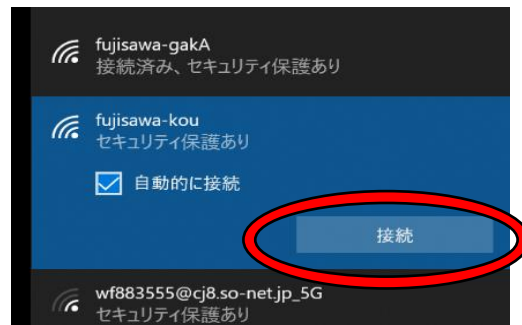 fujisawa-gakA
接続済み、セキュリティ保護あり
fujisawa-kou
セキュリティ保護あり
自動的に接続
接続
wf883555@cj8.so-net.jp_5G
セキュリティ保護あり